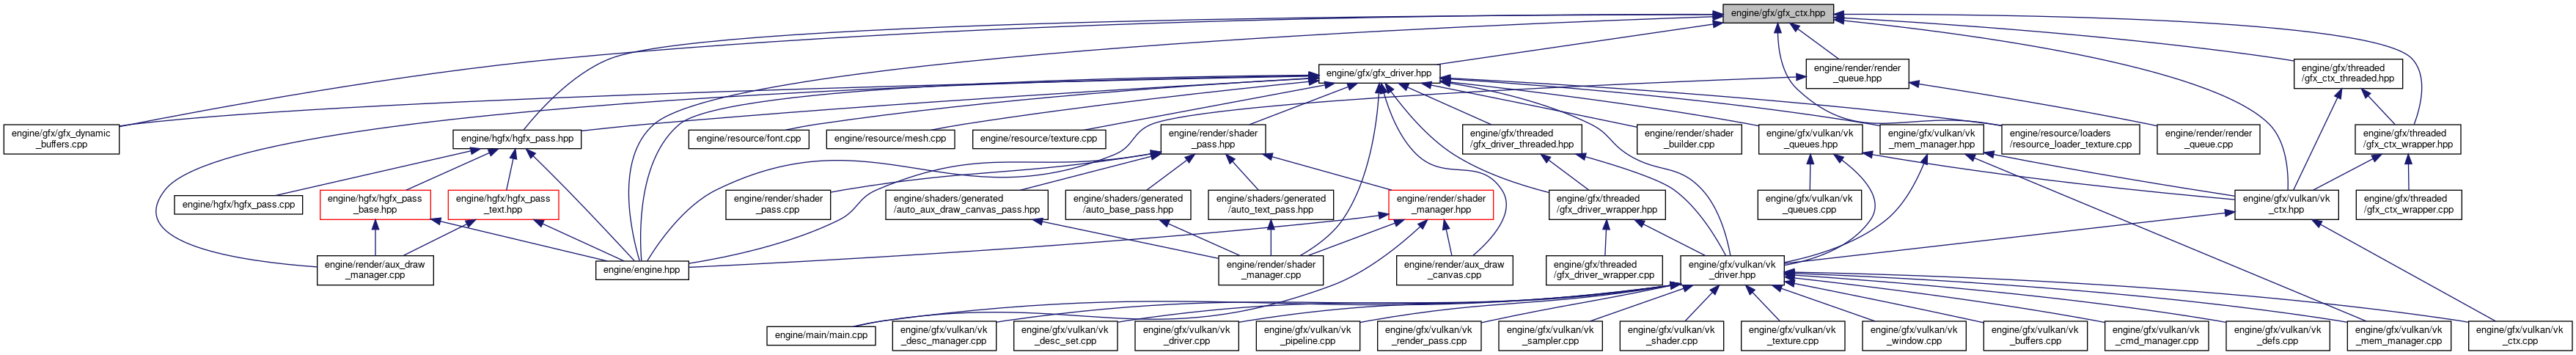 engine/gfx/gfx_ctx.hpp
engine/gfx/gfx_driver.hpp
engine/render/render
_queue.hpp
engine/gfx/threaded
/gfx_ctx_threaded.hpp
engine/gfx/gfx_dynamic
_buffers.cpp
engine/hgfx/hgfx_pass.hpp
engine/resource/font.cpp
engine/resource/mesh.cpp
engine/resource/texture.cpp
engine/render/shader
_pass.hpp
engine/gfx/threaded
/gfx_driver_threaded.hpp
engine/render/shader
_builder.cpp
engine/gfx/vulkan/vk
_queues.hpp
engine/gfx/vulkan/vk
_mem_manager.hpp
engine/resource/loaders
/resource_loader_texture.cpp
engine/render/render
_queue.cpp
engine/gfx/threaded
/gfx_ctx_wrapper.hpp
engine/hgfx/hgfx_pass.cpp
engine/hgfx/hgfx_pass
_base.hpp
engine/hgfx/hgfx_pass
_text.hpp
engine/render/shader
_pass.cpp
engine/shaders/generated
/auto_aux_draw_canvas_pass.hpp
engine/shaders/generated
/auto_base_pass.hpp
engine/shaders/generated
/auto_text_pass.hpp
engine/render/shader
_manager.hpp
engine/gfx/threaded
/gfx_driver_wrapper.hpp
engine/gfx/vulkan/vk
_queues.cpp
engine/gfx/vulkan/vk
_ctx.hpp
engine/gfx/threaded
/gfx_ctx_wrapper.cpp
engine/render/aux_draw
_manager.cpp
engine/engine.hpp
engine/render/shader
_manager.cpp
engine/render/aux_draw
_canvas.cpp
engine/gfx/threaded
/gfx_driver_wrapper.cpp
engine/gfx/vulkan/vk
_driver.hpp
engine/main/main.cpp
engine/gfx/vulkan/vk
_desc_manager.cpp
engine/gfx/vulkan/vk
_desc_set.cpp
engine/gfx/vulkan/vk
_driver.cpp
engine/gfx/vulkan/vk
_pipeline.cpp
engine/gfx/vulkan/vk
_render_pass.cpp
engine/gfx/vulkan/vk
_sampler.cpp
engine/gfx/vulkan/vk
_shader.cpp
engine/gfx/vulkan/vk
_texture.cpp
engine/gfx/vulkan/vk
_window.cpp
engine/gfx/vulkan/vk
_buffers.cpp
engine/gfx/vulkan/vk
_cmd_manager.cpp
engine/gfx/vulkan/vk
_defs.cpp
engine/gfx/vulkan/vk
_mem_manager.cpp
engine/gfx/vulkan/vk
_ctx.cpp